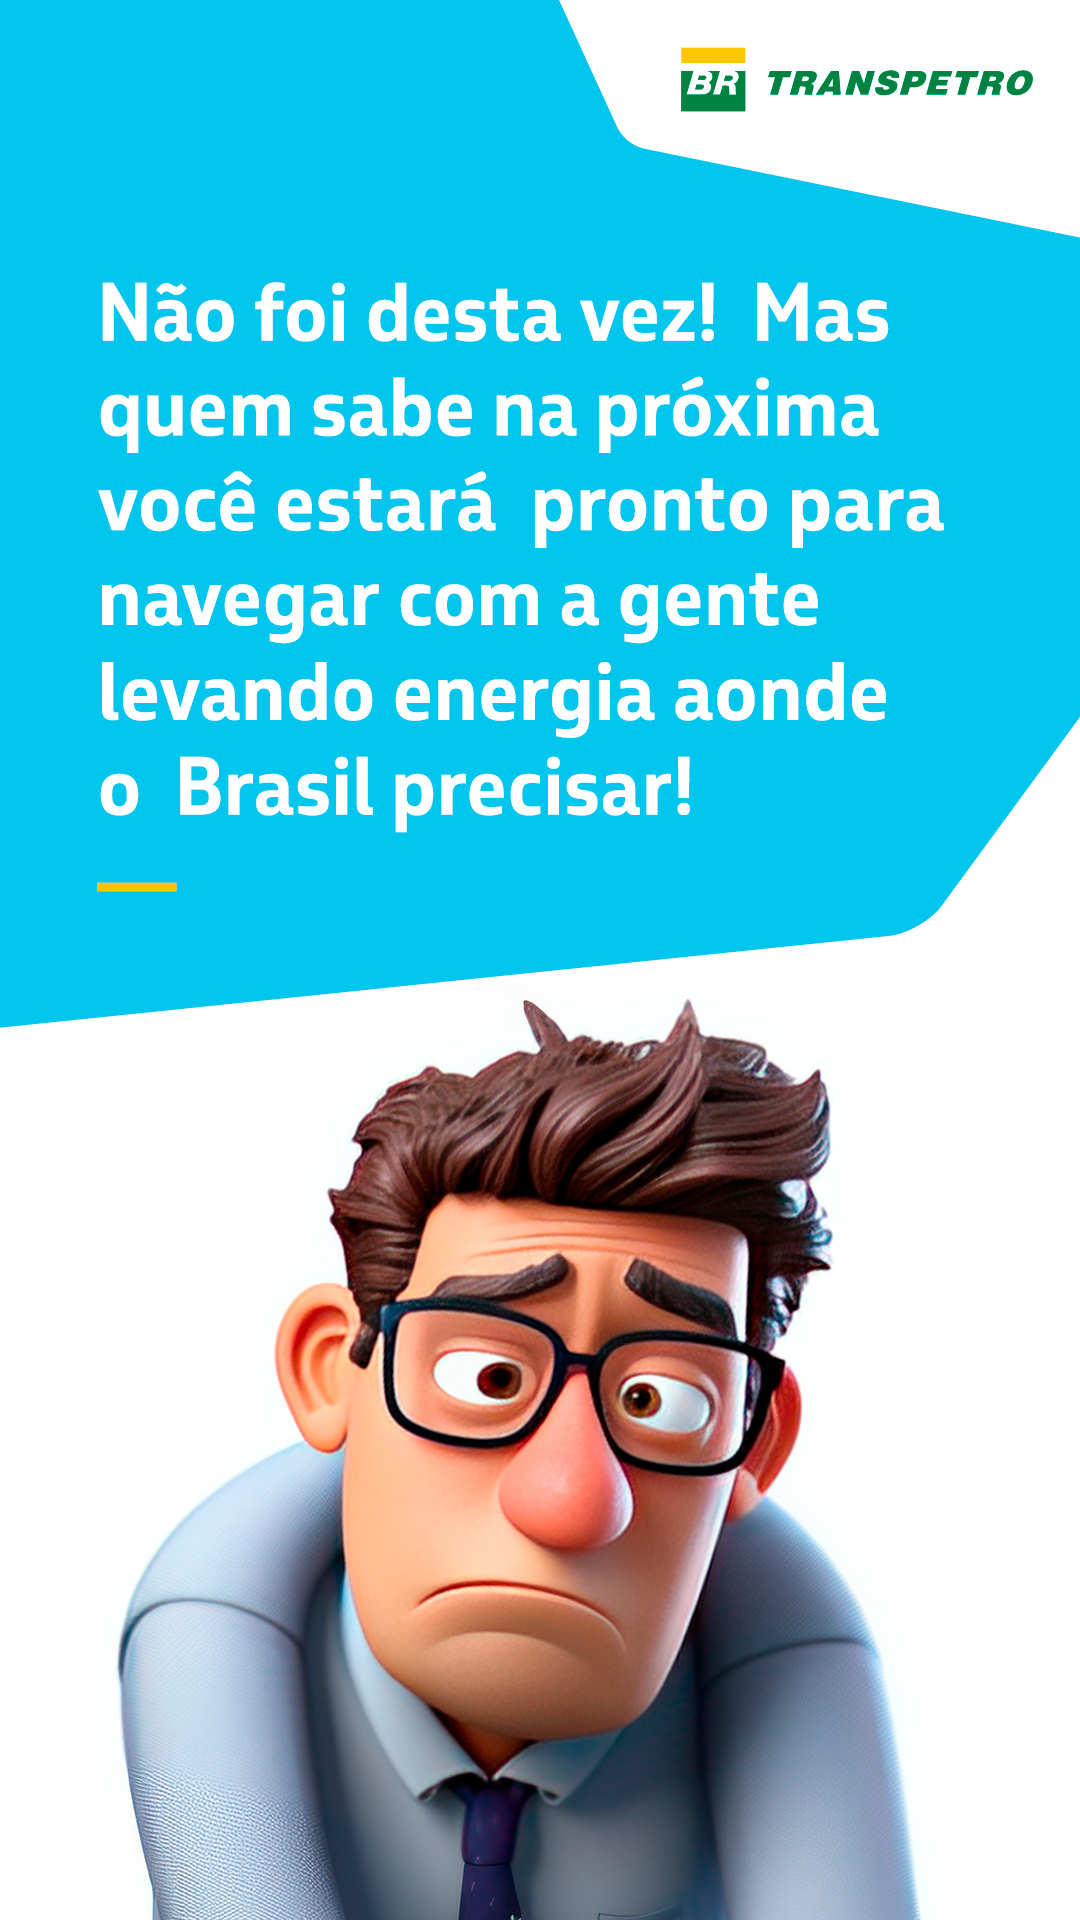 BR TRANSPETRO
Não foi desta vez! Mas
quem sabe na próxima
você estará pronto para
navegar com a gente
levando energia aonde
o Brasil precisar!